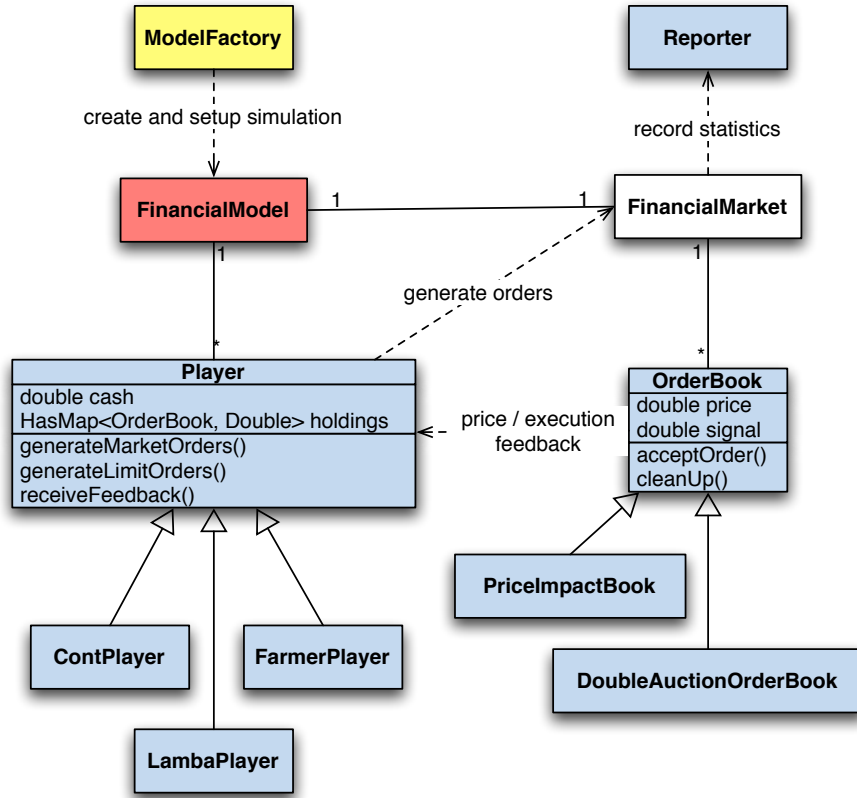 ModelFactory
Reporter
create and setup simulation
record statistics
FinancialModel
1
1
FinancialMarket
1
1
generate orders
*
*
Player
double cash
HasMap<OrderBook, Double> holdings
generateMarketOrders()
generateLimitOrders()
receiveFeedback()
price / execution
feedback
OrderBook
double price
double signal
acceptOrder()
cleanUp()
PriceImpactBook
ContPlayer
FarmerPlayer
DoubleAuctionOrderBook
LambaPlayer